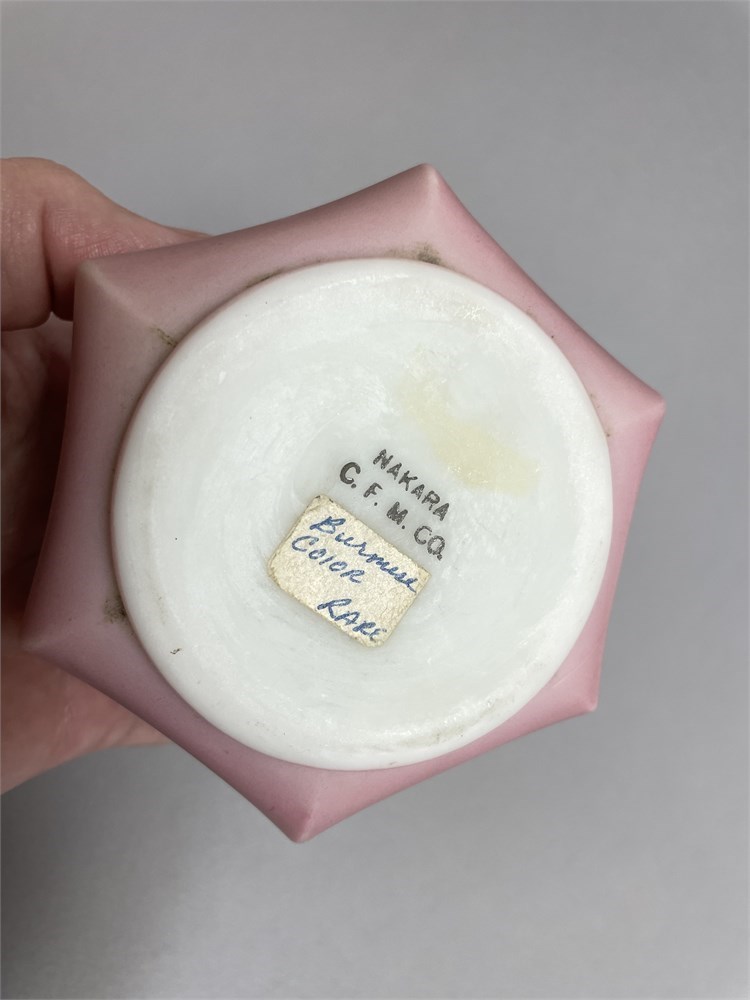 NAKARA
C. F. M. CO.
Burmese
COLOR
RARE